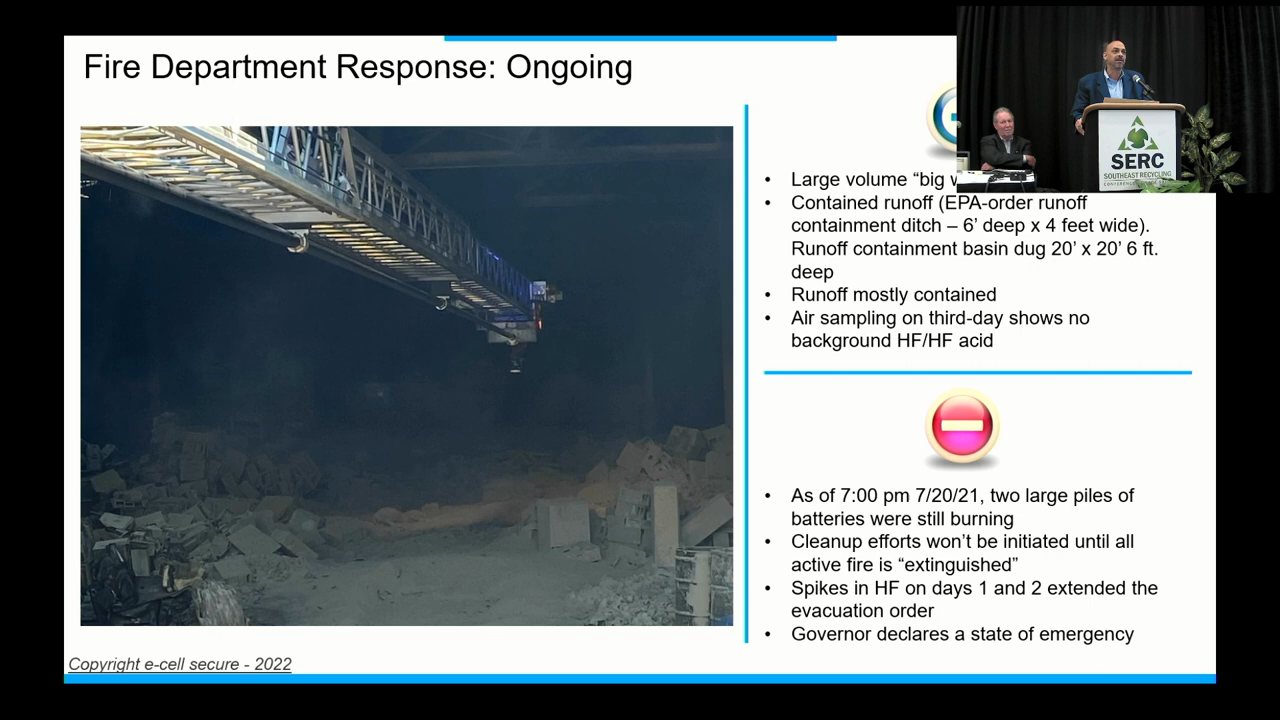 Fire Department Response: Ongoing
• Large volume “big
• Contained runoff (EPA-order runoff
containment ditch – 6’ deep x 4 feet wide).
Runoff containment basin dug 20’ x 20’ 6 ft.
deep
• Runoff mostly contained
• Air sampling on third-day shows no
background HF/HF acid
• As of 7:00 pm 7/20/21, two large piles of
batteries were still burning
• Cleanup efforts won’t be initiated until all
active fire is “extinguished”
• Spikes in HF on days 1 and 2 extended the
evacuation order
• Governor declares a state of emergency
Copyright e-cell secure - 2022
SERC
SOUTHEAST RECYCLING